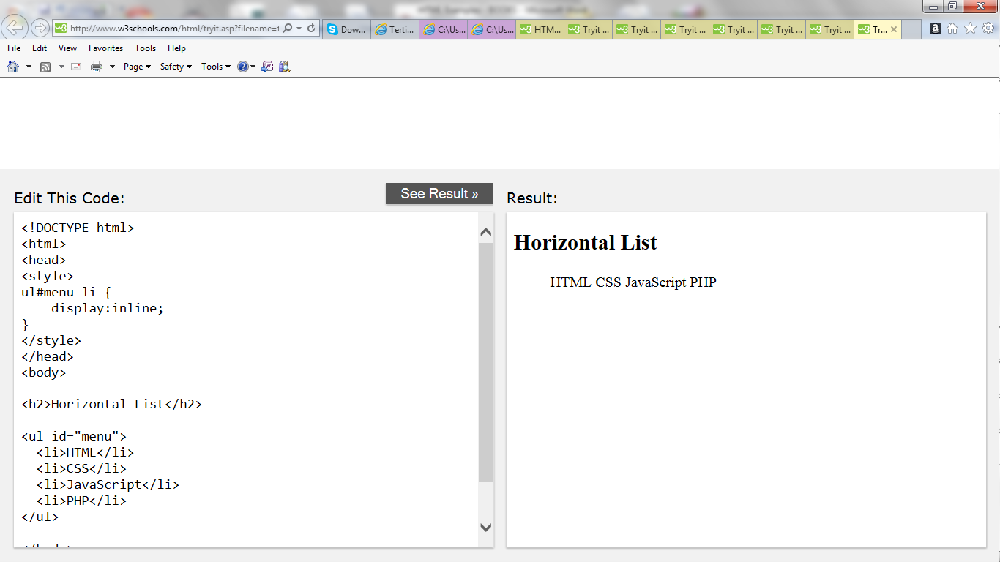 http://www.w3schools.com/html/tryit.asp?filename=t
Dow...
Terti...
C:\Us...
C:\Us...
HTM...
Tryit ...
Tryit ...
Tryit ...
Tryit ...
Tryit ...
Tryit ...
Tr...
File Edit View Favorites Tools Help
Page Safety Tools
Edit This Code:
See Result »
<!DOCTYPE html>
<html>
<head>
<style>
ul#menu li {
    display:inline;
}
</style>
</head>
<body>
<h2>Horizontal List</h2>
<ul id="menu">
  <li>HTML</li>
  <li>CSS</li>
  <li>JavaScript</li>
  <li>PHP</li>
</ul>
</body>
Result:
Horizontal List
HTML CSS JavaScript PHP